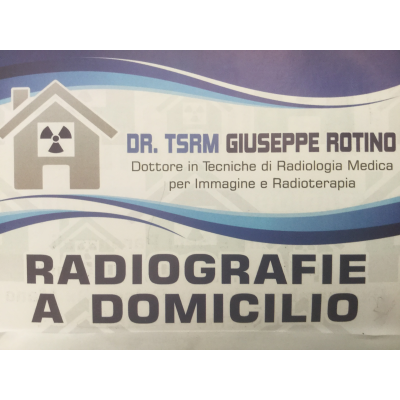 DR. TSRM GIUSEPPE ROTINO
Dottore in Tecniche di Radiologia Medica
per Immagine e Radioterapia
RADIOGRAFIE
A DOMICILIO